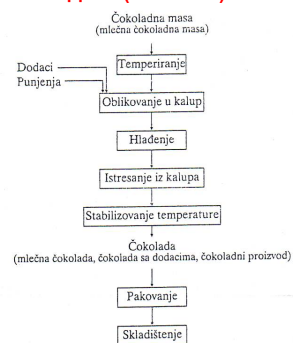 Čokoladna masa
(mlečna čokoladna masa)
Temperiranje
Dodaci
Punjenja
Oblikovanje u kalup
Hlađenje
Istresanje iz kalupa
Stabilizovanje temperature
Čokolada
(mlečna čokolada, čokolada sa dodacima, čokoladni proizvod)
Pakovanje
Skladištenje